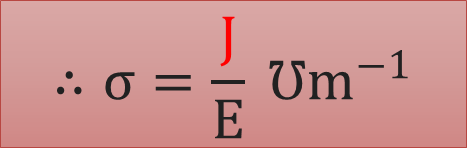 ∴ σ = J/E ℧m⁻¹